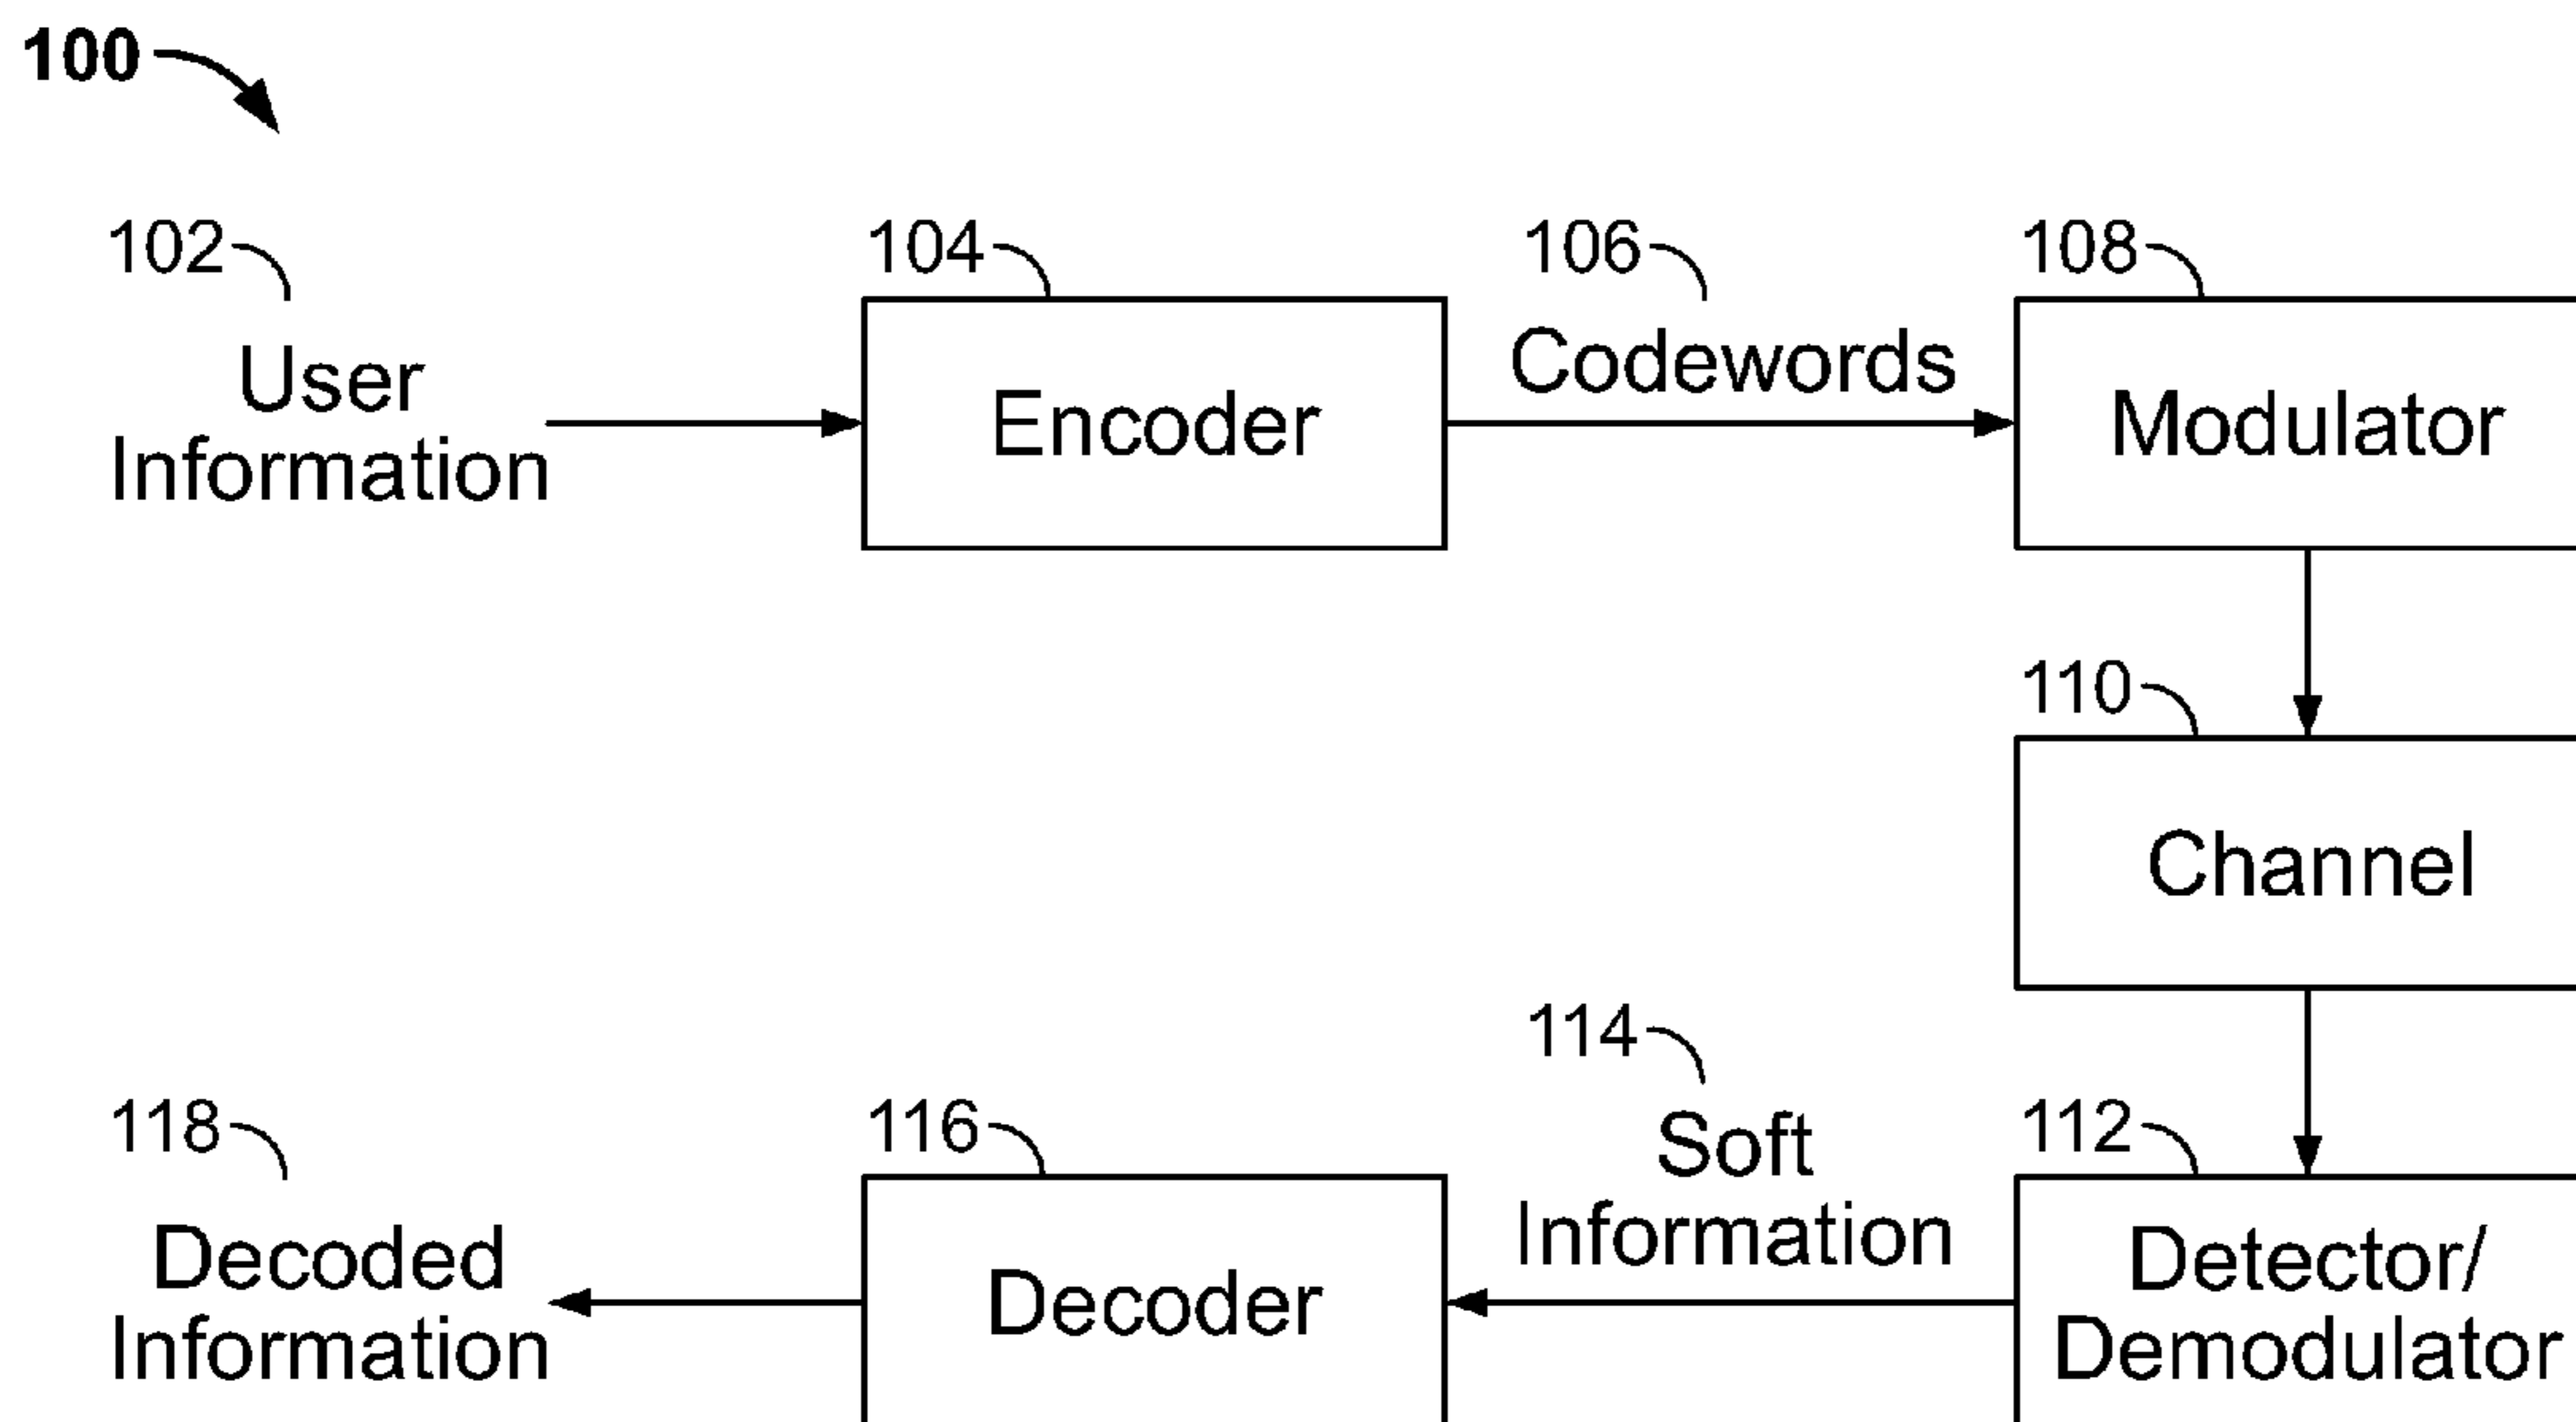 100
102
104
106
108
User
Information
Encoder
Codewords
Modulator
110
Channel
114
112
118
116
Soft
Information
Decoded
Information
Decoder
Detector/
Demodulator